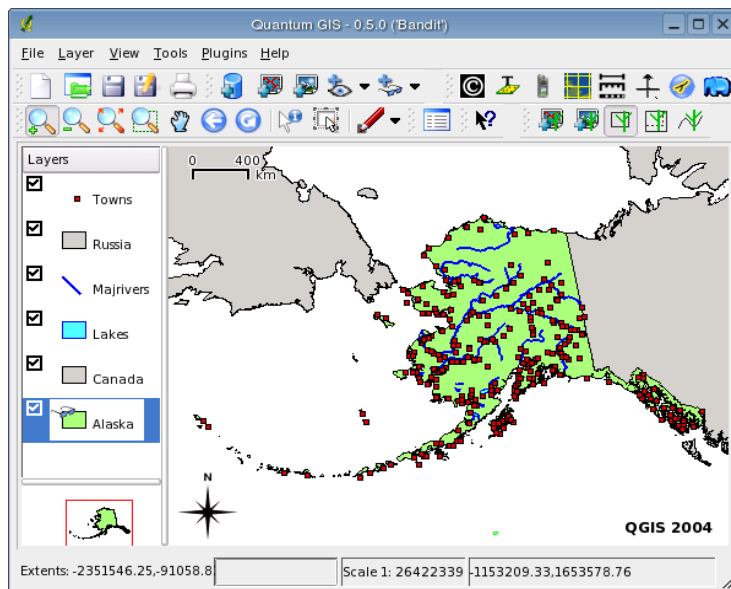 Quantum GIS - 0.5.0 ('Bandit')
File Layer View Tools Plugins Help
Layers
Towns
Russia
Majrivers
Lakes
Canada
Alaska
0 400
km
N
QGIS 2004
Extents: -2351546.25,-91058.8
Scale 1: 26422339
-1153209.33,1653578.76